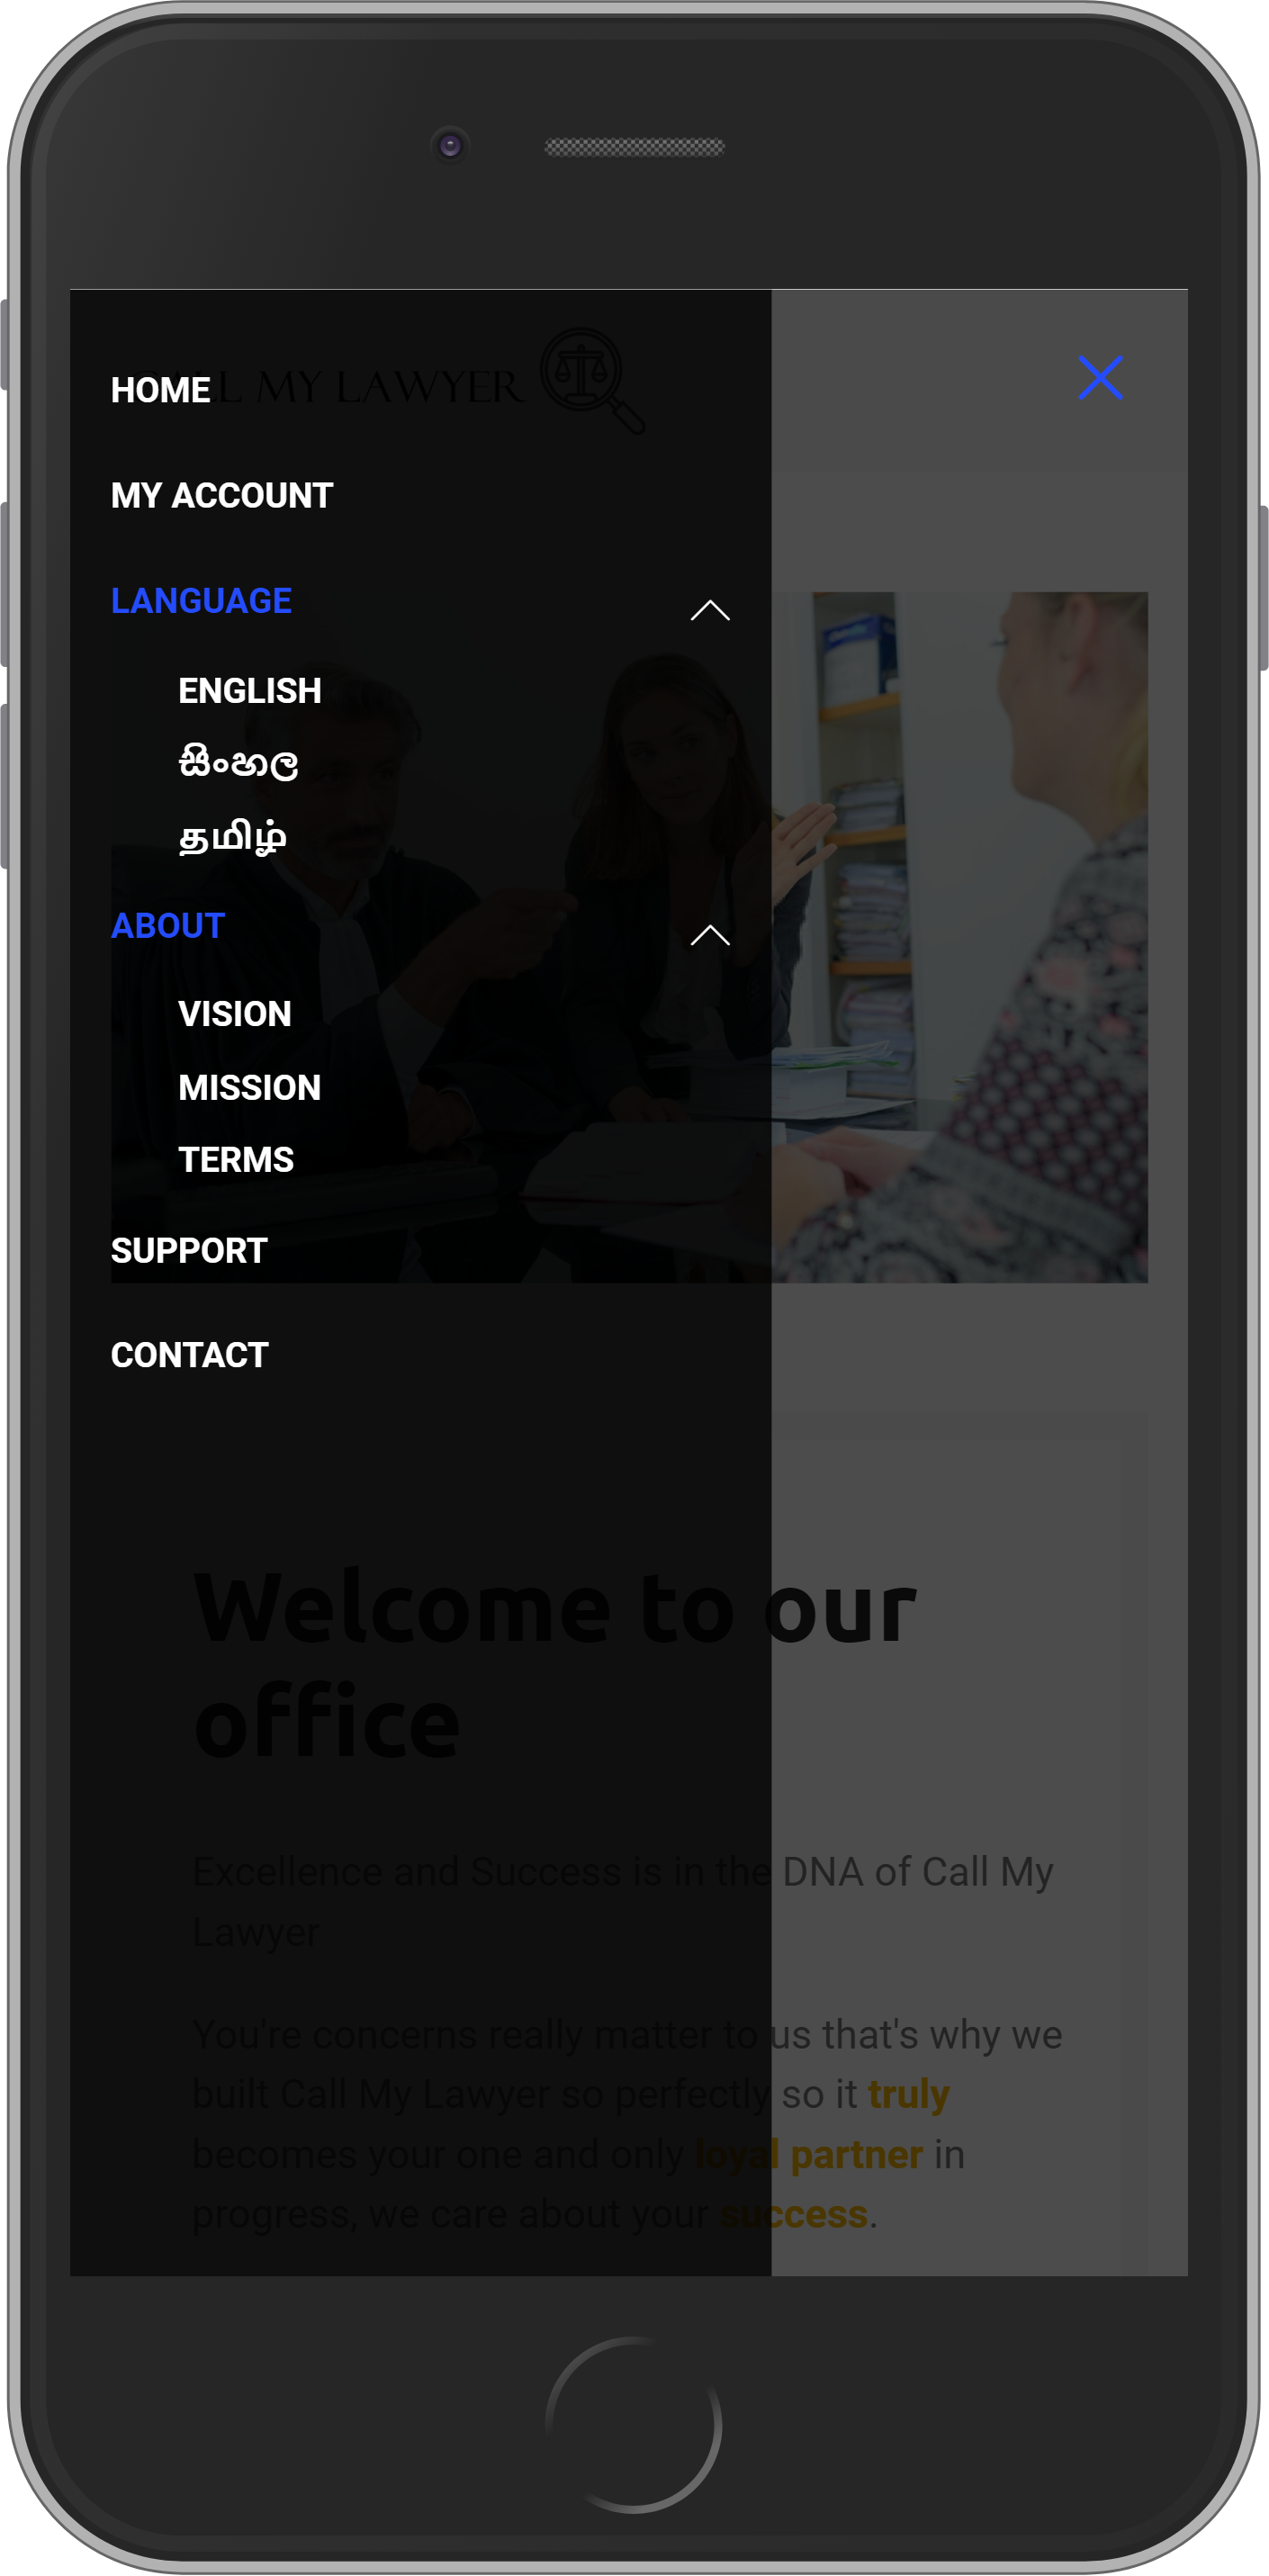 CALL MY LAWYER
HOME
MY ACCOUNT
LANGUAGE
ENGLISH
සිංහල
தமிழ்
ABOUT
VISION
MISSION
TERMS
SUPPORT
CONTACT
Welcome to our
office
Excellence and Success is in the DNA of Call My
Lawyer
You're concerns really matter to us that's why we
built Call My Lawyer so perfectly so it truly
becomes your one and only loyal partner in
progress, we care about your success.